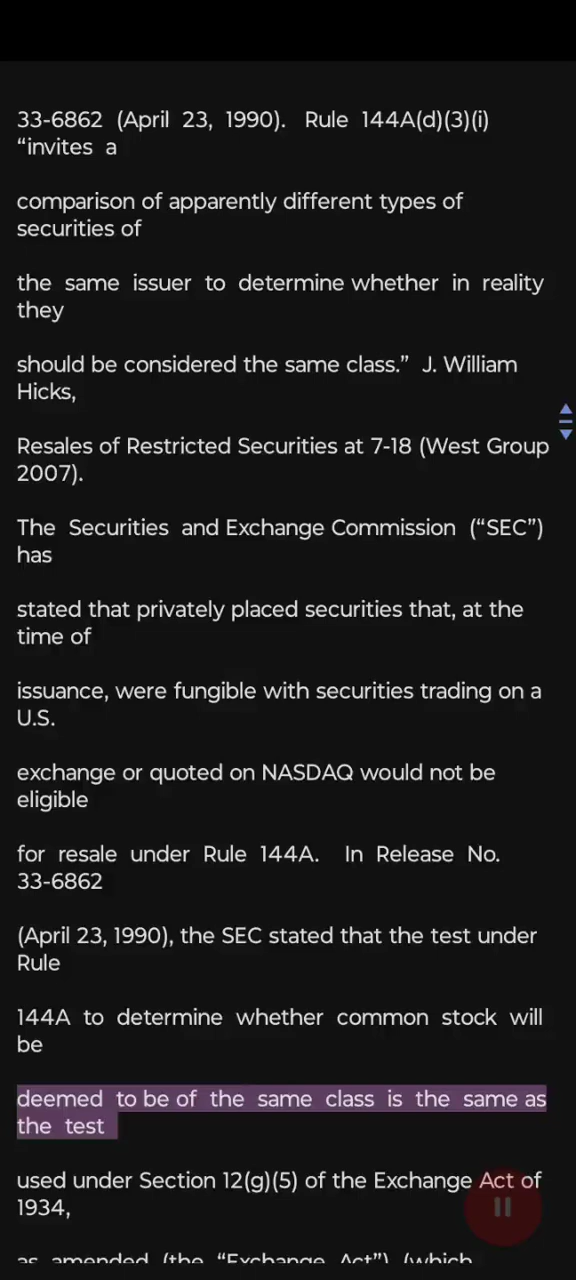 33-6862 (April 23, 1990). Rule 144A(d)(3)(i)
“invites a
comparison of apparently different types of
securities of
the same issuer to determine whether in reality
they
should be considered the same class.” J. William
Hicks,
Resales of Restricted Securities at 7-18 (West Group
2007).
The Securities and Exchange Commission (“SEC”)
has
stated that privately placed securities that, at the
time of
issuance, were fungible with securities trading on a
U.S.
exchange or quoted on NASDAQ would not be
eligible
for resale under Rule 144A. In Release No.
33-6862
(April 23, 1990), the SEC stated that the test under
Rule
144A to determine whether common stock will
be
deemed to be of the same class is the same as
the test
used under Section 12(g)(5) of the Exchange Act of
1934,
as amended (the “Exchange Act”) (which